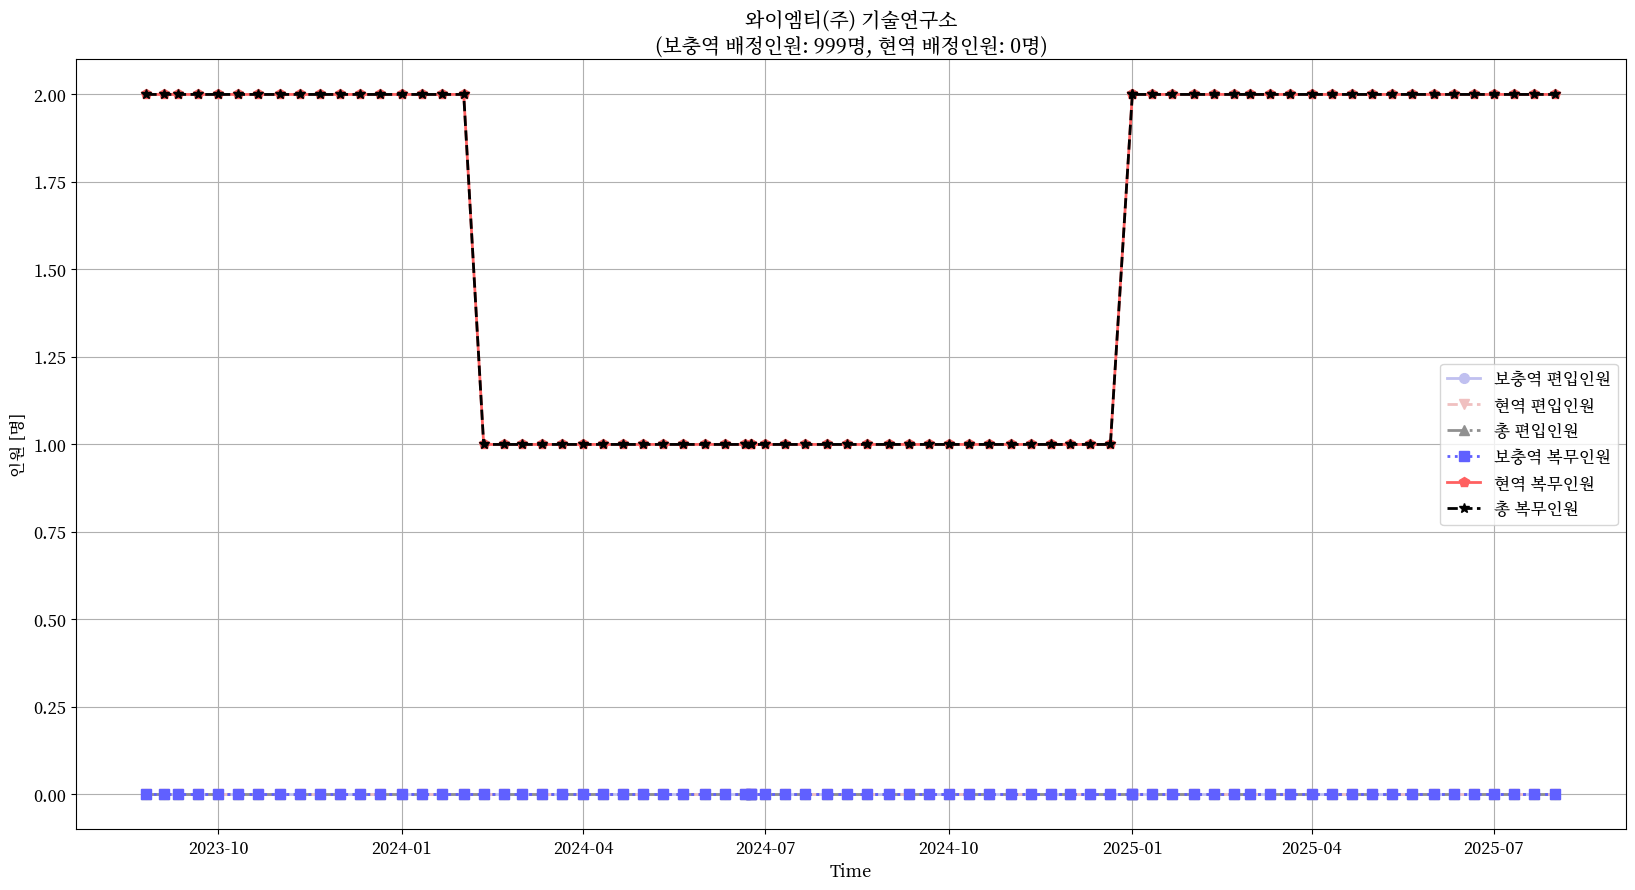 와이엠티(주) 기술연구소
(보충역 배정인원: 999명, 현역 배정인원: 0명)
2.00
1.75
1.50
1.25
1.00
0.75
0.50
0.25
0.00
인원 [명]
보충역 편입인원
현역 편입인원
총 편입인원
보충역 복무인원
현역 복무인원
총 복무인원
2023-10
2024-01
2024-04
2024-07
2024-10
2025-01
2025-04
2025-07
Time